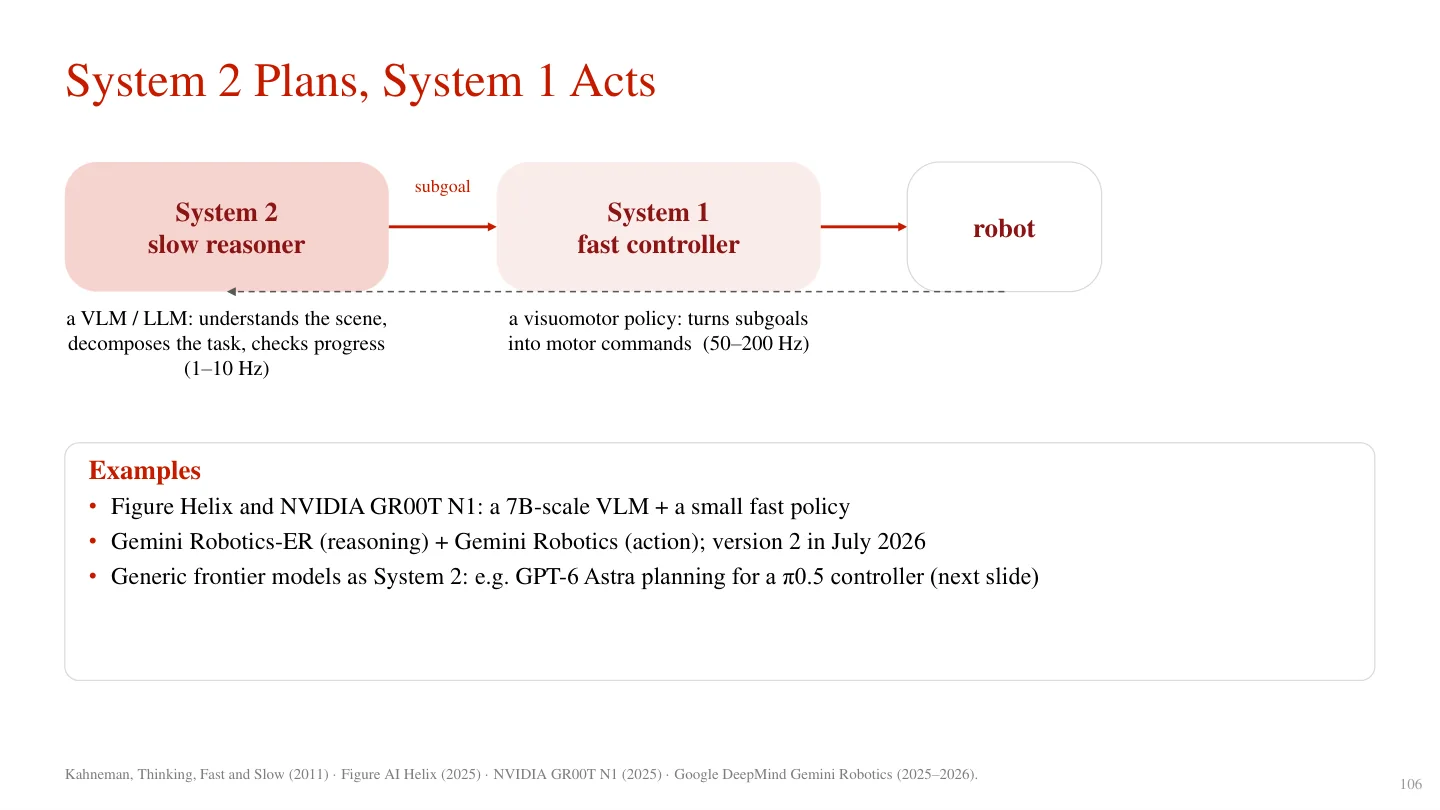 System 2 Plans, System 1 Acts
System 2
slow reasoner
subgoal
System 1
fast controller
robot
a VLM / LLM: understands the scene,
decomposes the task, checks progress
(1–10 Hz)
a visuomotor policy: turns subgoals
into motor commands (50–200 Hz)
Examples
• Figure Helix and NVIDIA GR00T N1: a 7B-scale VLM + a small fast policy
• Gemini Robotics-ER (reasoning) + Gemini Robotics (action); version 2 in July 2026
• Generic frontier models as System 2: e.g. GPT-6 Astra planning for a π0.5 controller (next slide)
Kahneman, Thinking, Fast and Slow (2011) · Figure AI Helix (2025) · NVIDIA GR00T N1 (2025) · Google DeepMind Gemini Robotics (2025–2026).
106